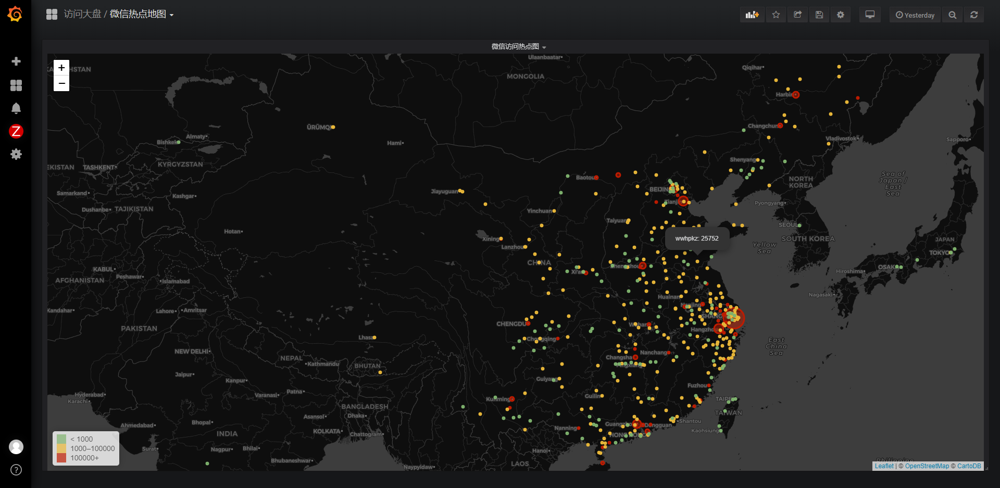 访问大盘 / 微信热点地图
Yesterday
微信访问热点图
Ulaanbaatar
Qiqihar
HSTAN
MONGOLIA
Harbin
ÜRÜMQI
Changchun
Almaty
Bishkek
Hami
Vladivostok
Sapporo
Shenyang
KYRGYZSTAN
EKISTAN
TASHKENT
Sea of
Japan /
East
Sea
Baotou
NORTH
KOREA
BEIJING
Samarkand
Kashgar
Jiayuguan
Tianjin
Pyongyang
Dushanbe
TAJIKISTAN
Yinchuan
Taiyuan
SEOUL
Hotan
wwhpkz: 25752
Xining
Lanzhou
SOUTH KOREA
JAPAN
Yellow
Sea
TOKYO
CHINA
Zhengzhou
OSAKA
KABUL
Peshawar
Xi'an
Hiroshima
AFGHANISTAN
Islamabad
Nagasaki
Huainan
Nanjing
Kandahar
Lahore
Amritsar
SHANG
CHENGDU
Wuhan
PAKISTAN
Hangzhou
Lhasa
Chongqing
East
China
Sea
NEW DELHI
Nanchang
NEPAL
Kathmandu
Changsha
BHUTAN
Pingxiang
Jaipur
Kanpur
Guiyang
Fuzhou
Patna
Varanasi
Hyderabad
Karachi
Guilin
Kunming
TAIPEI
BANGLADESH
TAIWAN
Dhaka
Asansol
Bhopal
Ahmedabad
Shantou
Guangzhou
Dongguan
Kaohsiung
Nanning
INDIA
KOLKATA
Chattogram
HONG KONG
Surat
Nagpur
Bhilai
Hanoi
Bhubaneshwar
LAOS
Naypyidaw
Philippine
< 1000
1000–100000
100000+
Leaflet | © OpenStreetMap © CartoDB